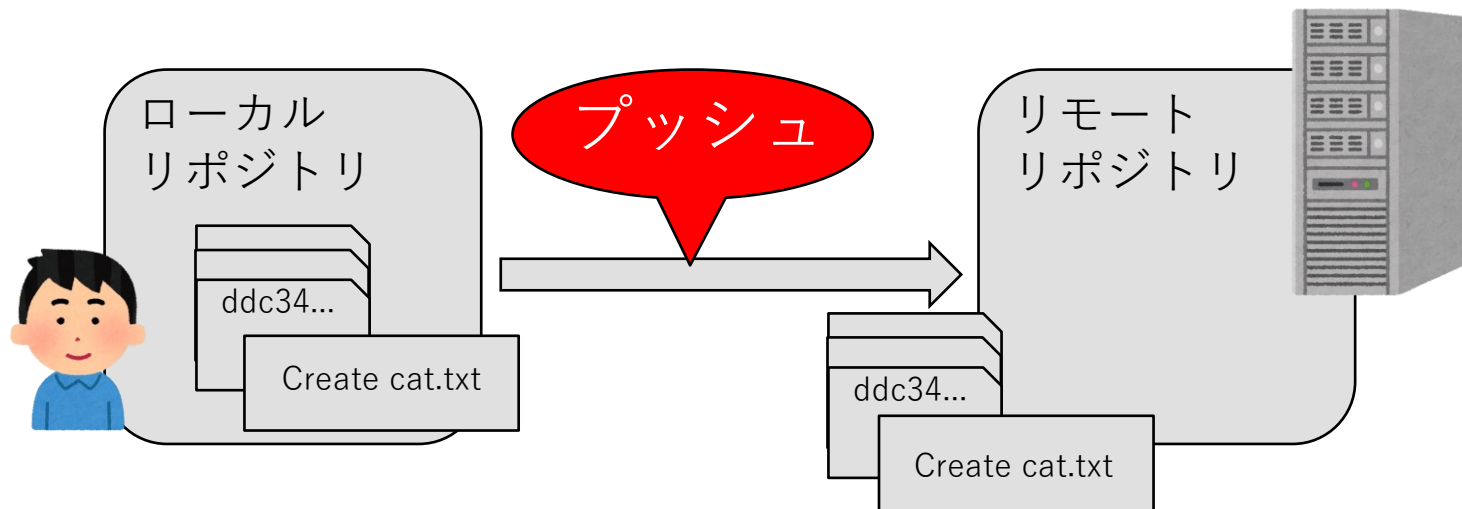 ローカル
リポジトリ
ddc34...
Create cat.txt
プッシュ
リモート
リポジトリ
ddc34...
Create cat.txt